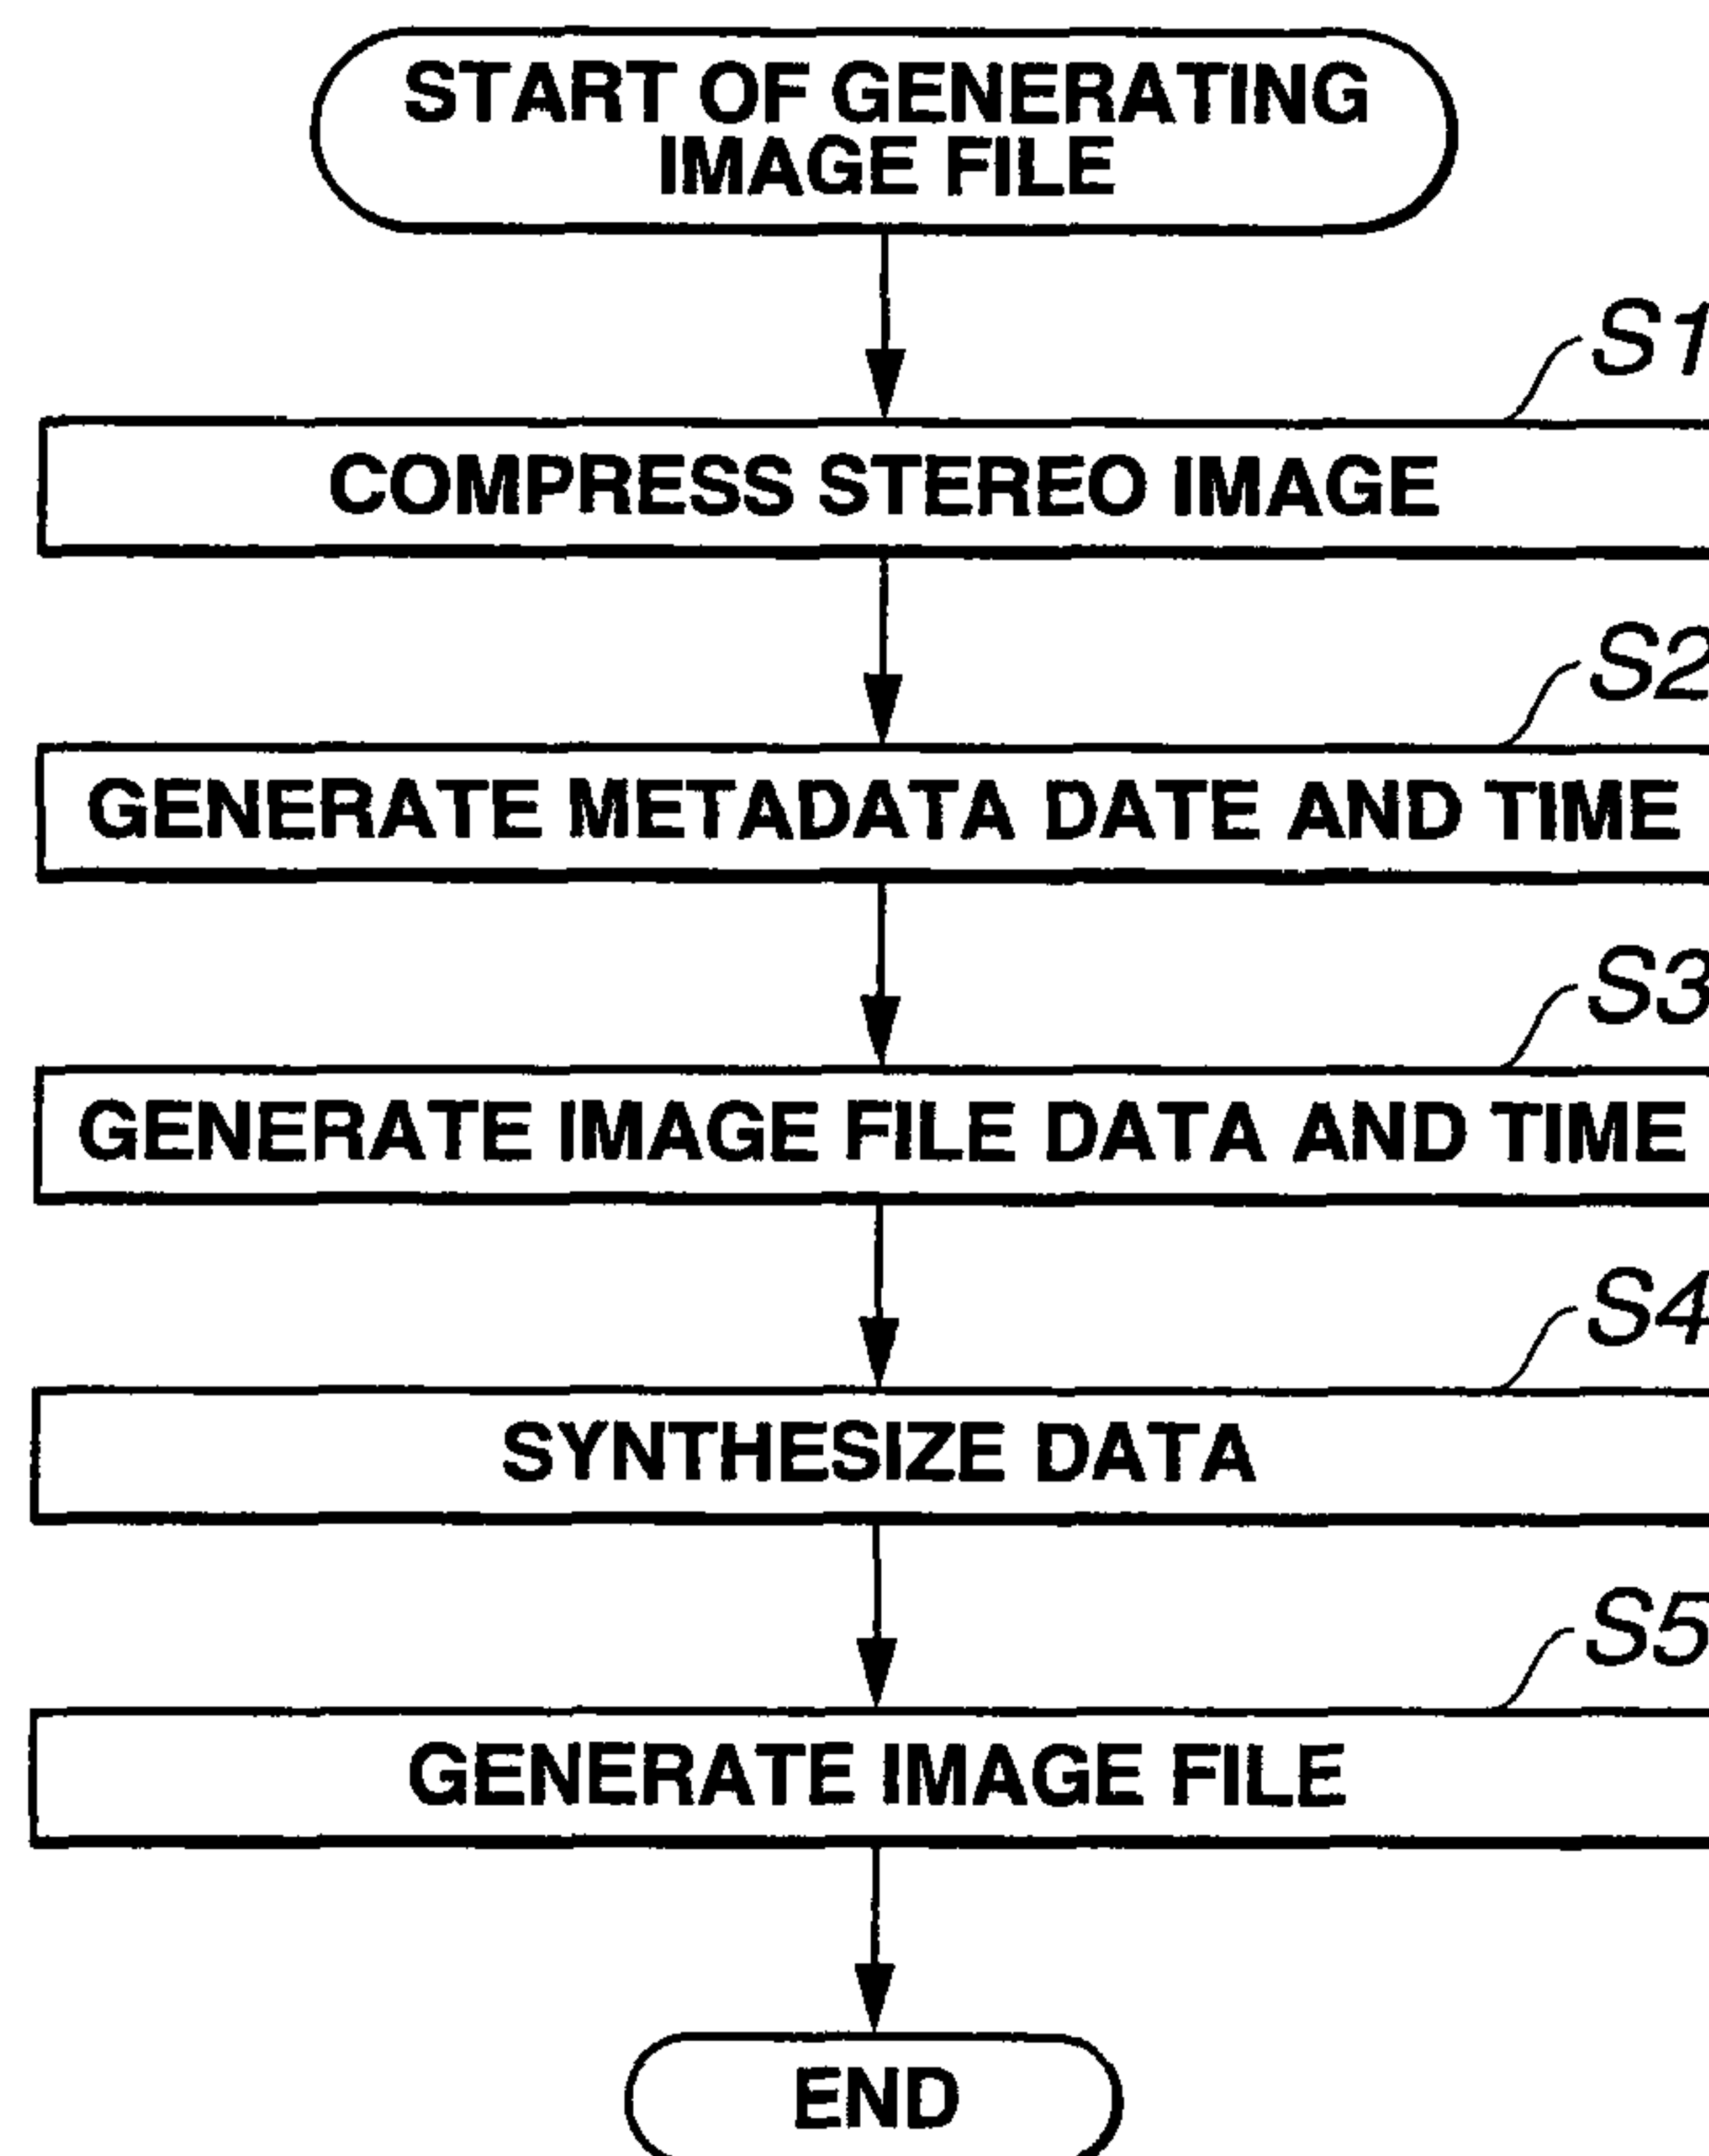 START OF GENERATING
IMAGE FILE
S1
COMPRESS STEREO IMAGE
S2
GENERATE METADATA DATE AND TIME
S3
GENERATE IMAGE FILE DATA AND TIME
S4
SYNTHESIZE DATA
S5
GENERATE IMAGE FILE
END